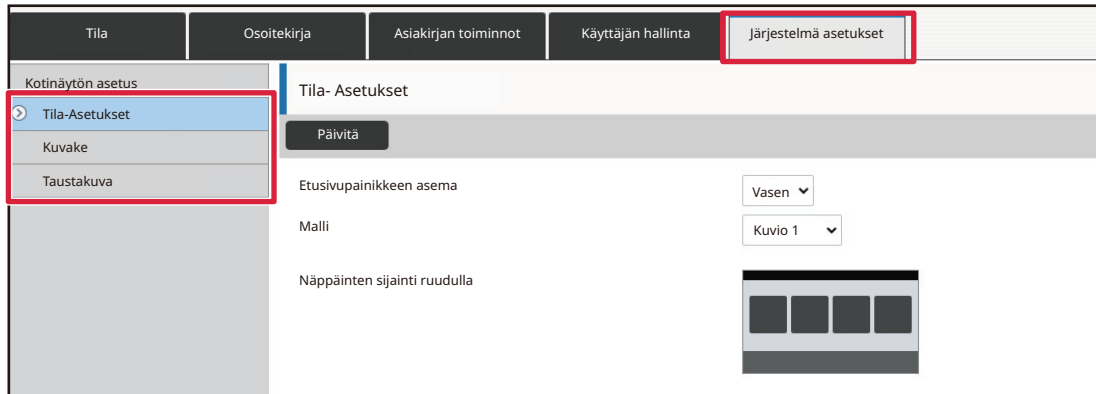 Tila
Osoitekirja
Asiakirjan toiminnot
Käyttäjän hallinta
Järjestelmä asetukset
Kotinäytön asetus
Tila-Asetukset
Kuvake
Taustakuva
Tila- Asetukset
Päivitä
Etusivupainikkeen asema
Vasen
Malli
Kuvio 1
Näppäinten sijainti ruudulla